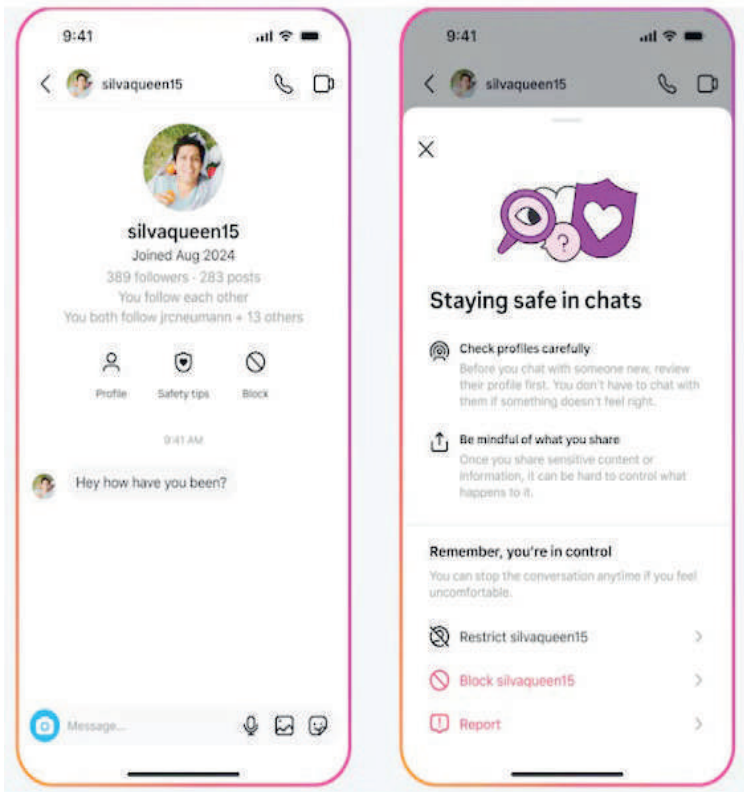 9:41
silvaqueen15
silvaqueen15
Joined Aug 2024
389 followers · 283 posts
You follow each other
You both follow jrcneumann + 13 others
Profile
Safety tips
Block
9:41 AM
Hey how have you been?
Message...
9:41
silvaqueen15
?
Staying safe in chats
Check profiles carefully
Before you chat with someone new, review
their profile first. You don't have to chat with
them if something doesn't feel right.
Be mindful of what you share
Once you share sensitive content or
information, it can be hard to control what
happens to it.
Remember, you're in control
You can stop the conversation anytime if you feel
uncomfortable.
Restrict silvaqueen15
Block silvaqueen15
Report